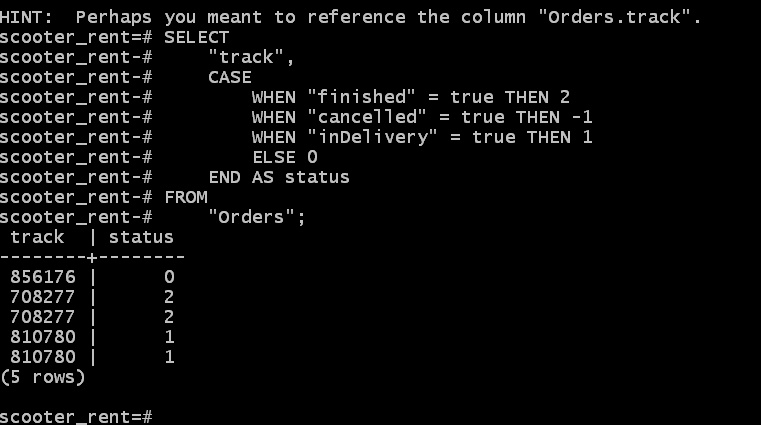 HINT:  Perhaps you meant to reference the column "Orders.track".
scooter_rent=# SELECT
scooter_rent-#     "track",
scooter_rent-#     CASE
scooter_rent-#         WHEN "finished" = true THEN 2
scooter_rent-#         WHEN "cancelled" = true THEN -1
scooter_rent-#         WHEN "inDelivery" = true THEN 1
scooter_rent-#         ELSE 0
scooter_rent-#     END AS status
scooter_rent-# FROM
scooter_rent-#     "Orders";
 track  | status
--------+--------
 856176 |      0
 708277 |      2
 708277 |      2
 810780 |      1
 810780 |      1
(5 rows)
scooter_rent=#